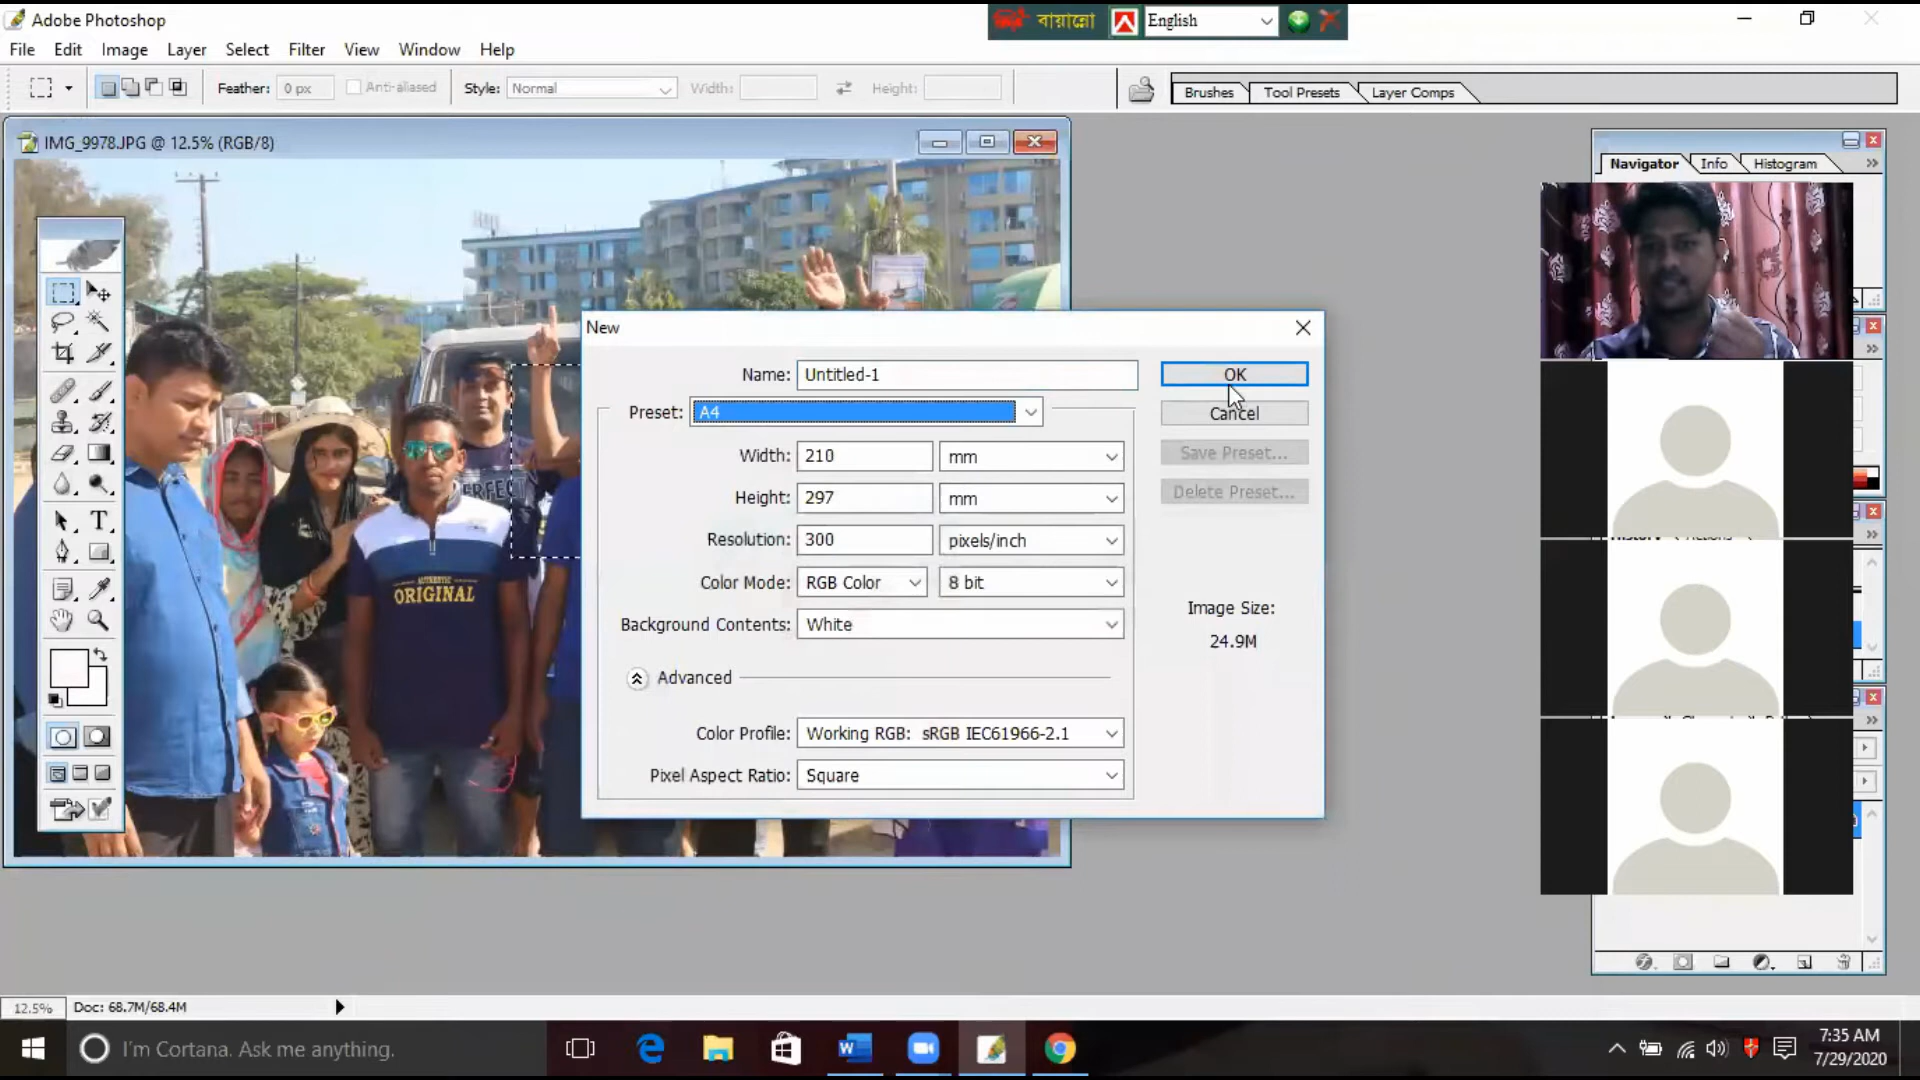 Adobe Photoshop
বায়ান্নো English
File Edit Image Layer Select Filter View Window Help
Feather: 0 px Anti-aliased Style: Normal Width: Height: Brushes Tool Presets Layer Comps
IMG_9978.JPG @ 12.5% (RGB/8)
Navigator Info Histogram
New
Name: Untitled-1 OK
Preset: A4 Cancel
Width: 210 mm Save Preset...
Height: 297 mm Delete Preset...
Resolution: 300 pixels/inch
Color Mode: RGB Color 8 bit
Background Contents: White
Image Size:
24.9M
Advanced
Color Profile: Working RGB: sRGB IEC61966-2.1
Pixel Aspect Ratio: Square
PERFECT
AUTHENTIC
ORIGINAL
12.5% Doc: 68.7M/68.4M
I'm Cortana. Ask me anything.
7:35 AM
7/29/2020